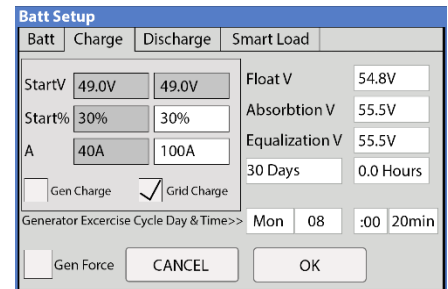 Batt Setup
Batt Charge Discharge Smart Load
StartV 49.0V 49.0V
Start% 30% 30%
A 40A 100A
Gen Charge Grid Charge
Float V 54.8V
Absorbtion V 55.5V
Equalization V 55.5V
30 Days 0.0 Hours
Generator Excercise Cycle Day & Time>> Mon 08 :00 20min
Gen Force CANCEL OK